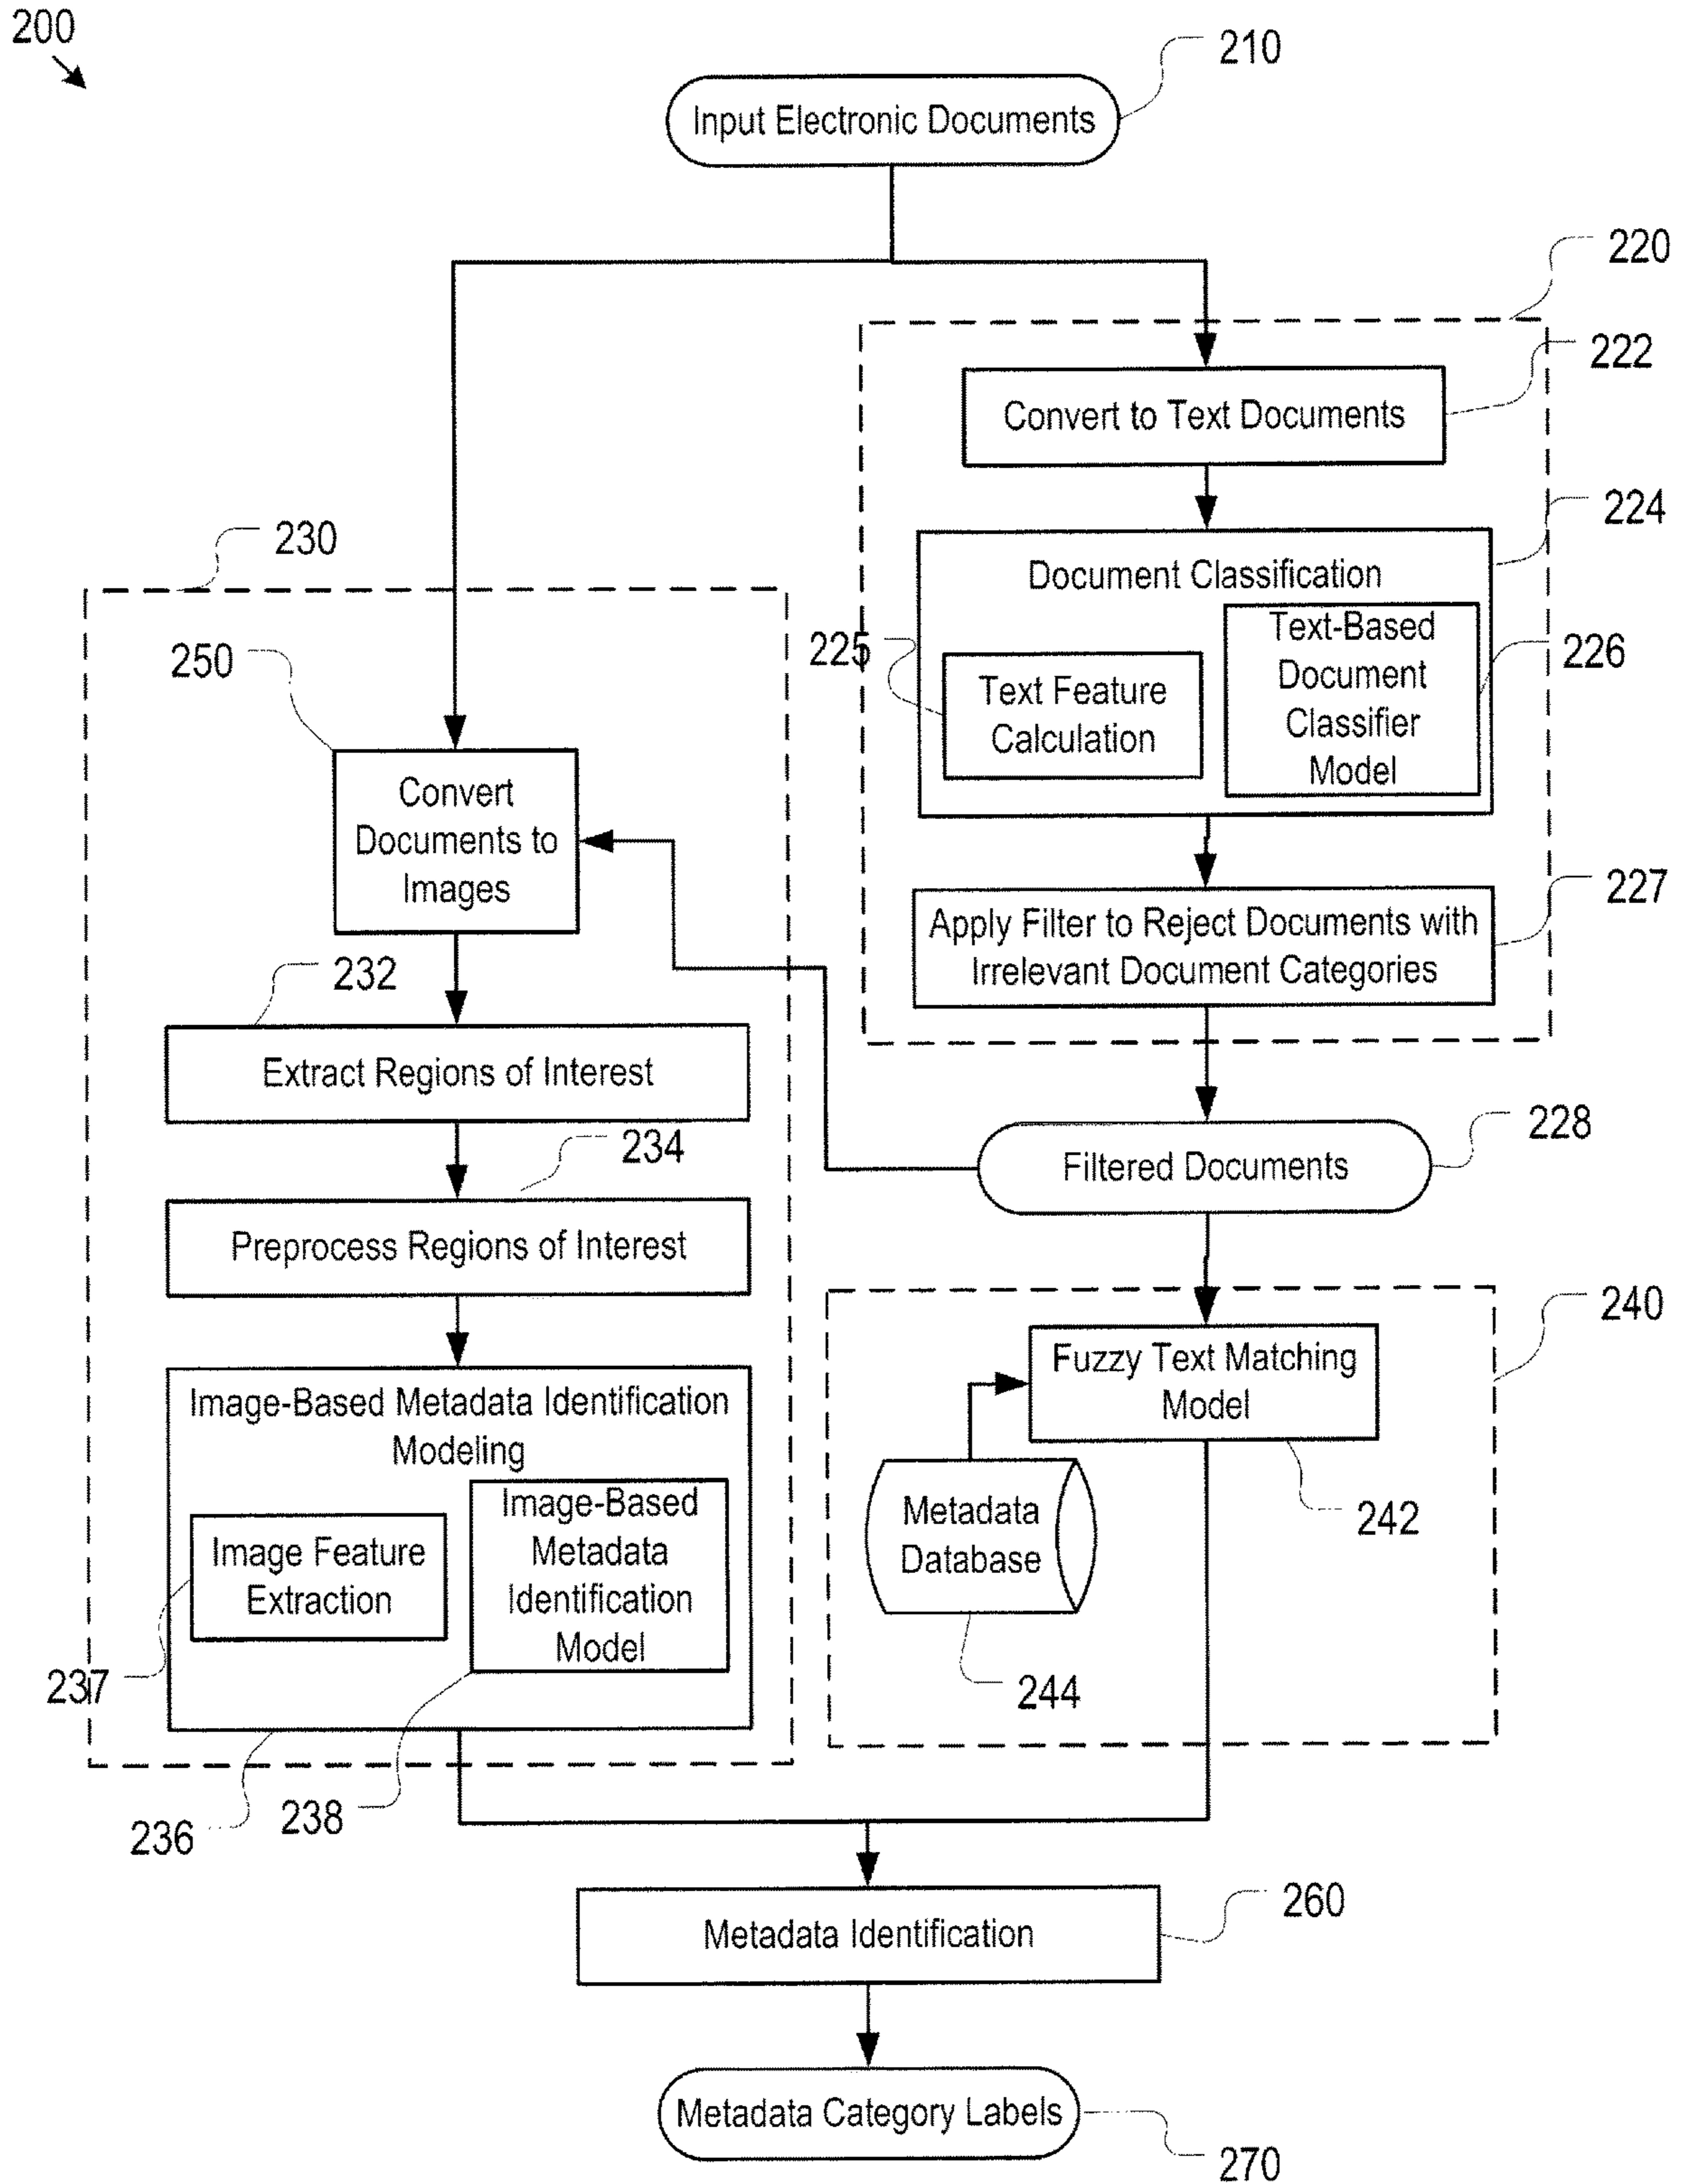 200
210
Input Electronic Documents
220
222
Convert to Text Documents
224
230
Document Classification
225
Text-Based
Document
Classifier
Model
226
250
Text Feature
Calculation
Convert
Documents to
Images
227
Apply Filter to Reject Documents with
Irrelevant Document Categories
232
Extract Regions of Interest
228
234
Filtered Documents
Preprocess Regions of Interest
240
Fuzzy Text Matching
Model
Image-Based Metadata Identification
Modeling
Image-Based
Metadata
Identification
Model
Metadata
Database
242
Image Feature
Extraction
237
244
238
236
260
Metadata Identification
Metadata Category Labels
270